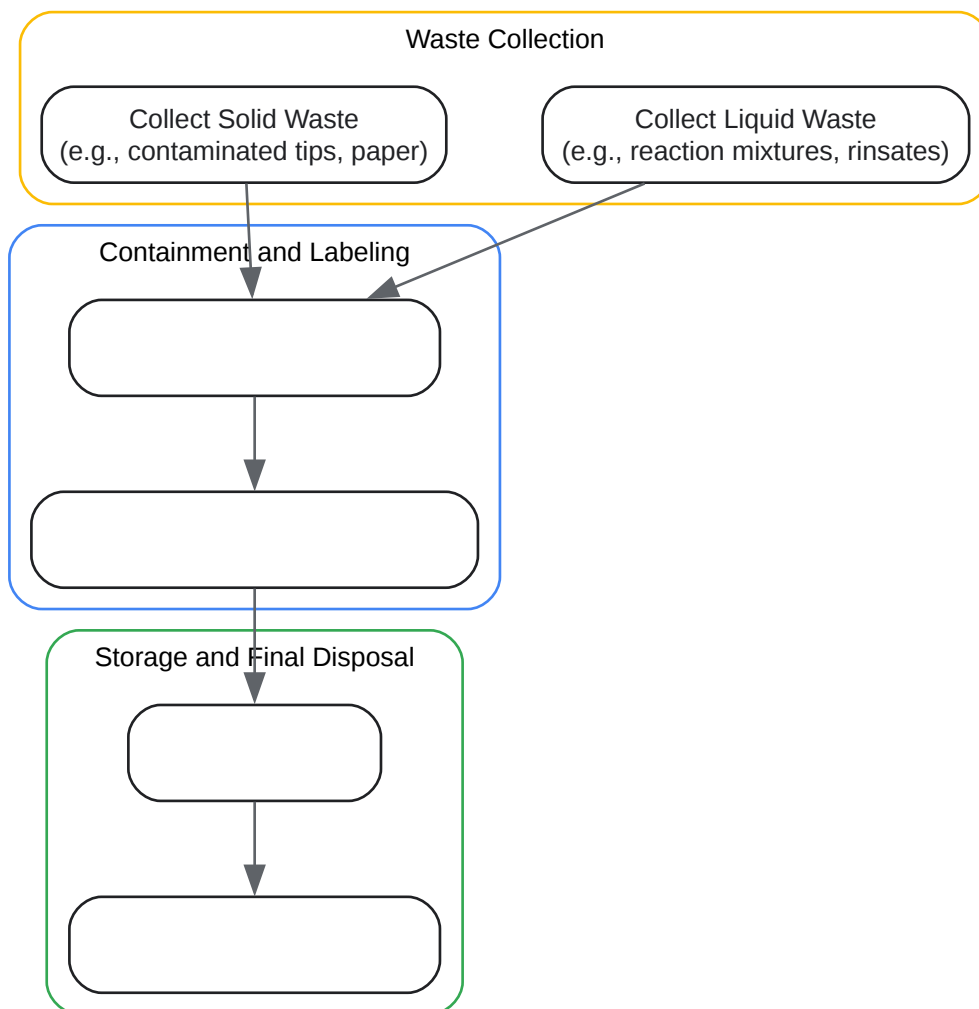 Waste Collection
Collect Solid Waste
(e.g., contaminated tips, paper)
Collect Liquid Waste
(e.g., reaction mixtures, rinsates)
Containment and Labeling
Storage and Final Disposal